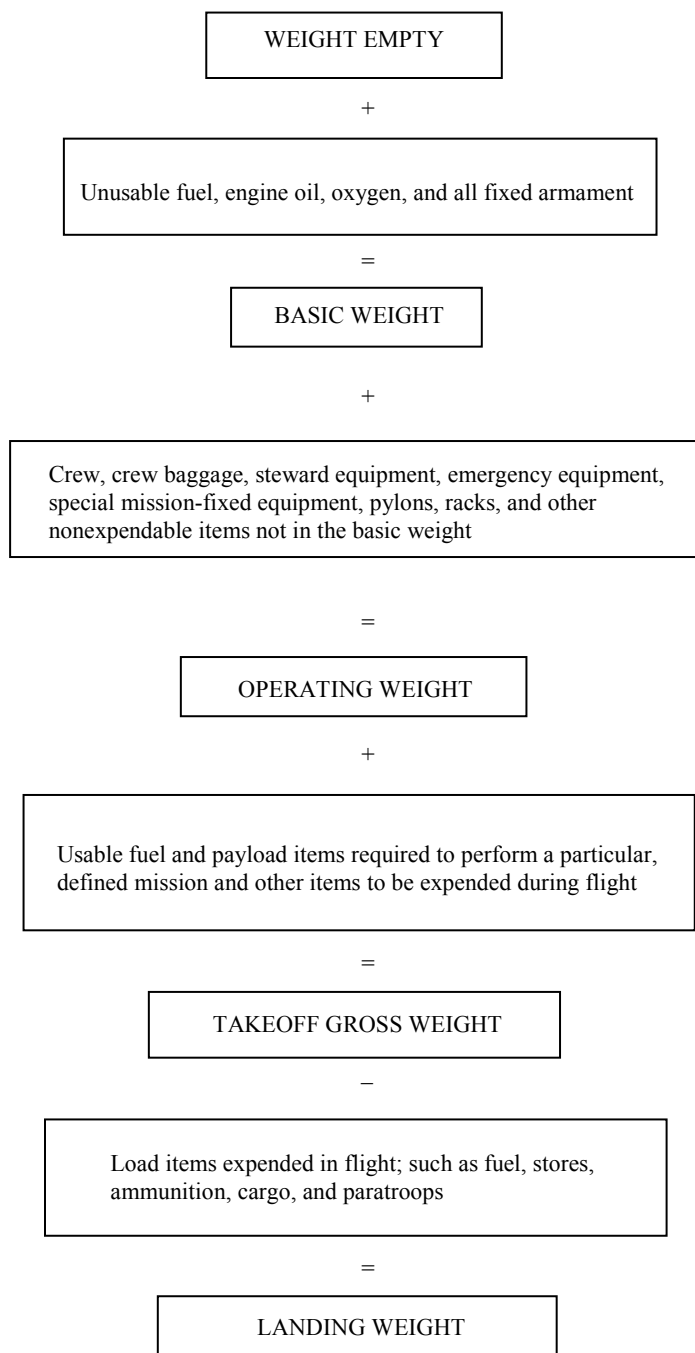 WEIGHT EMPTY
+
Unusable fuel, engine oil, oxygen, and all fixed armament
=
BASIC WEIGHT
+
Crew, crew baggage, steward equipment, emergency equipment,
special mission-fixed equipment, pylons, racks, and other
nonexpendable items not in the basic weight
=
OPERATING WEIGHT
+
Usable fuel and payload items required to perform a particular,
defined mission and other items to be expended during flight
=
TAKEOFF GROSS WEIGHT
–
Load items expended in flight; such as fuel, stores,
ammunition, cargo, and paratroops
=
LANDING WEIGHT